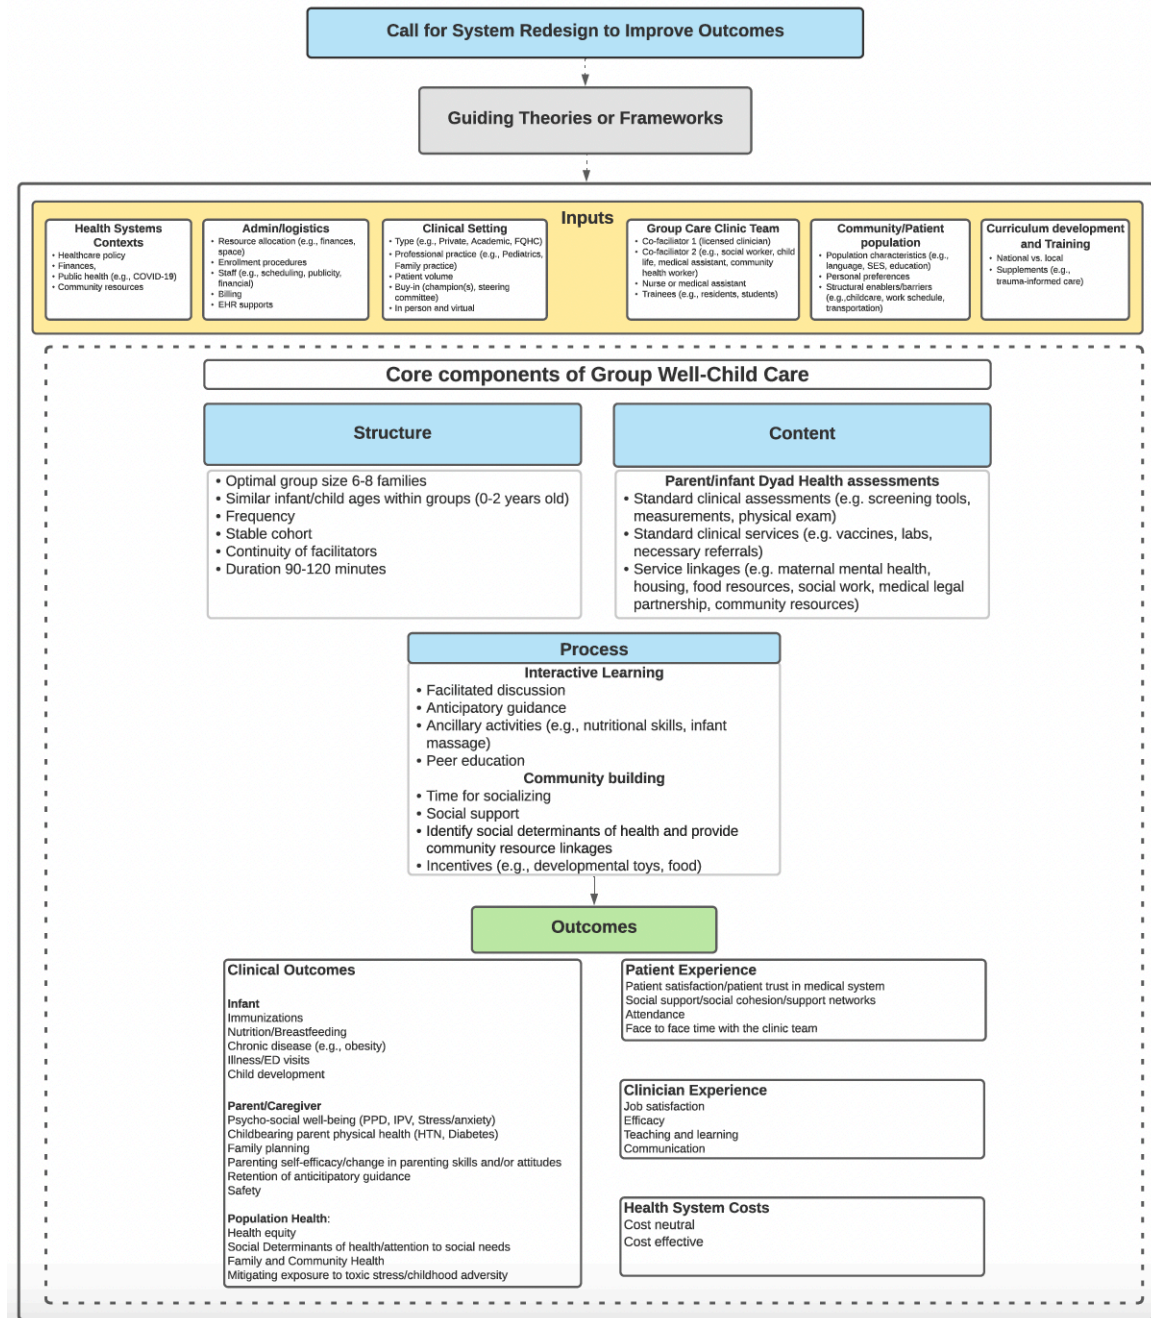 Call for System Redesign to Improve Outcomes
Guiding Theories or Frameworks
Inputs
Health Systems
Contexts
• Healthcare policy
• Finances,
• Public health (e.g., COVID-19)
• Community resources
Admin/logistics
• Resource allocation (e.g., finances,
space)
• Enrollment procedures
• Staff (e.g., scheduling, publicity,
financial)
• Billing
• EHR supports
Clinical Setting
• Type (e.g., Private, Academic, FQHC)
• Professional practice (e.g., Pediatrics,
Family practice)
• Patient volume
• Buy-in (champion(s), steering
committee)
• In person and virtual
Group Care Clinic Team
• Co-faciliator 1 (licensed clinician)
• Co-faciliator 2 (e.g., social worker, child
life, medical assistant, community
health worker)
• Nurse or medical assistant
• Trainees (e.g., residents, students)
Community/Patient
population
• Population characteristics (e.g.,
language, SES, education)
• Personal preferences
• Structural enablers/barriers
(e.g.,childcare, work schedule,
transportation)
Curriculum development
and Training
• National vs. local
• Supplements (e.g.,
trauma-informed care)
Core components of Group Well-Child Care
Structure
• Optimal group size 6-8 families
• Similar infant/child ages within groups (0-2 years old)
• Frequency
• Stable cohort
• Continuity of facilitators
• Duration 90-120 minutes
Content
Parent/infant Dyad Health assessments
• Standard clinical assessments (e.g. screening tools,
measurements, physical exam)
• Standard clinical services (e.g. vaccines, labs,
necessary referrals)
• Service linkages (e.g. maternal mental health,
housing, food resources, social work, medical legal
partnership, community resources)
Process
Interactive Learning
• Facilitated discussion
• Anticipatory guidance
• Ancillary activities (e.g., nutritional skills, infant
massage)
• Peer education
Community building
• Time for socializing
• Social support
• Identify social determinants of health and provide
community resource linkages
• Incentives (e.g., developmental toys, food)
Outcomes
Clinical Outcomes
Infant
Immunizations
Nutrition/Breastfeeding
Chronic disease (e.g., obesity)
Illness/ED visits
Child development
Parent/Caregiver
Psycho-social well-being (PPD, IPV, Stress/anxiety)
Childbearing parent physical health (HTN, Diabetes)
Family planning
Parenting self-efficacy/change in parenting skills and/or attitudes
Retention of anticitipatory guidance
Safety
Population Health:
Health equity
Social Determinants of health/attention to social needs
Family and Community Health
Mitigating exposure to toxic stress/childhood adversity
Patient Experience
Patient satisfaction/patient trust in medical system
Social support/social cohesion/support networks
Attendance
Face to face time with the clinic team
Clinician Experience
Job satisfaction
Efficacy
Teaching and learning
Communication
Health System Costs
Cost neutral
Cost effective